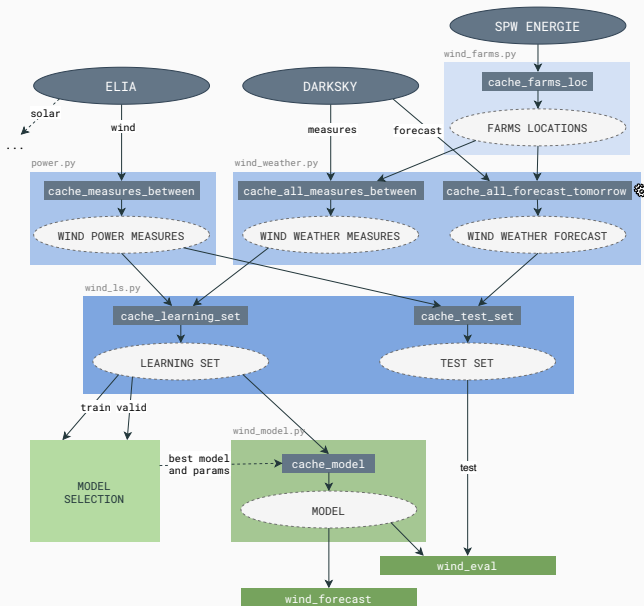 SPW ENERGIE
wind_farms.py
cache_farms_loc
ELIA
DARKSKY
solar
wind
measures
forecast
FARMS LOCATIONS
...
power.py
wind_weather.py
cache_measures_between
cache_all_measures_between
cache_all_forecast_tomorrow
WIND POWER MEASURES
WIND WEATHER MEASURES
WIND WEATHER FORECAST
wind_ls.py
cache_learning_set
cache_test_set
LEARNING SET
TEST SET
train valid
wind_model.py
best model
and params
cache_model
test
MODEL
SELECTION
MODEL
wind_eval
wind_forecast